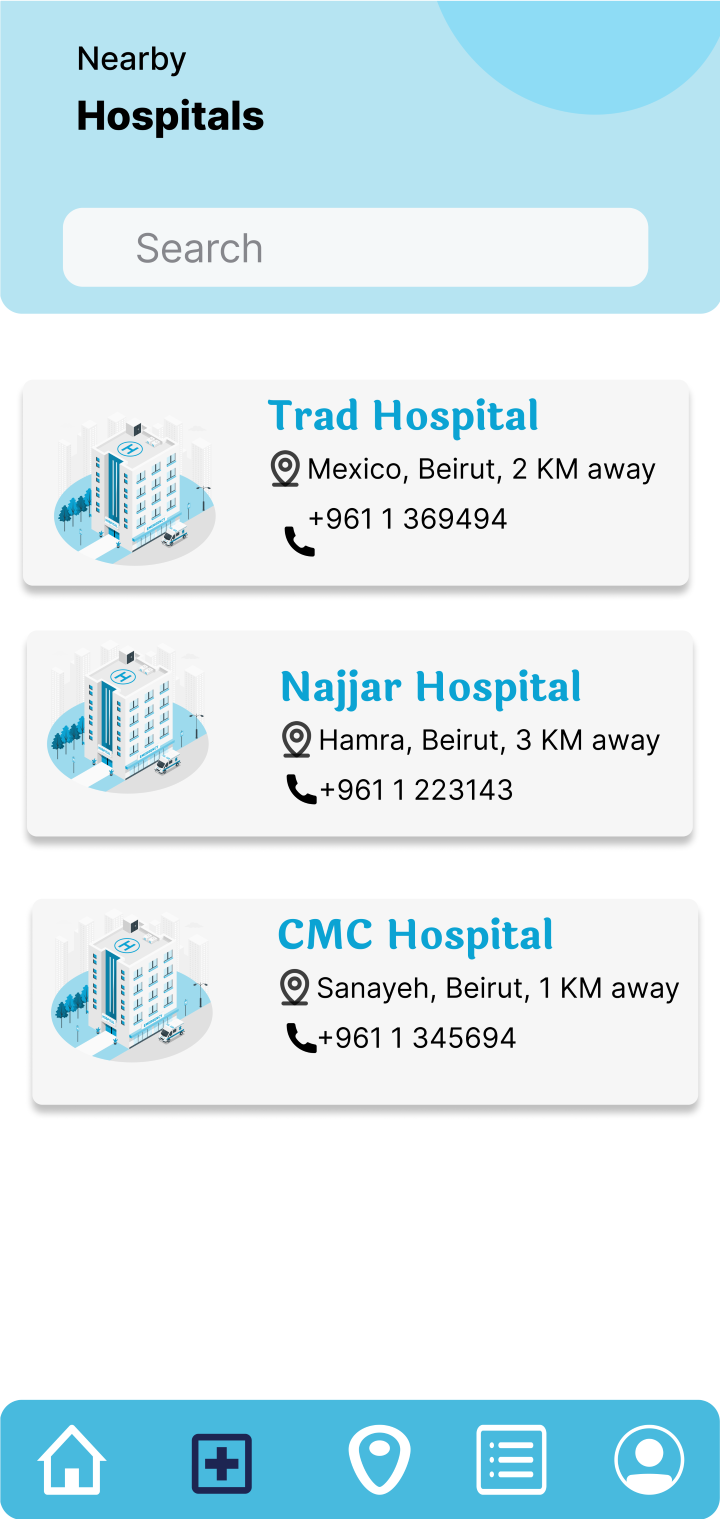 Nearby
Hospitals
Search
Trad Hospital
Mexico, Beirut, 2 KM away
+961 1 369494
Najjar Hospital
Hamra, Beirut, 3 KM away
+961 1 223143
CMC Hospital
Sanayeh, Beirut, 1 KM away
+961 1 345694